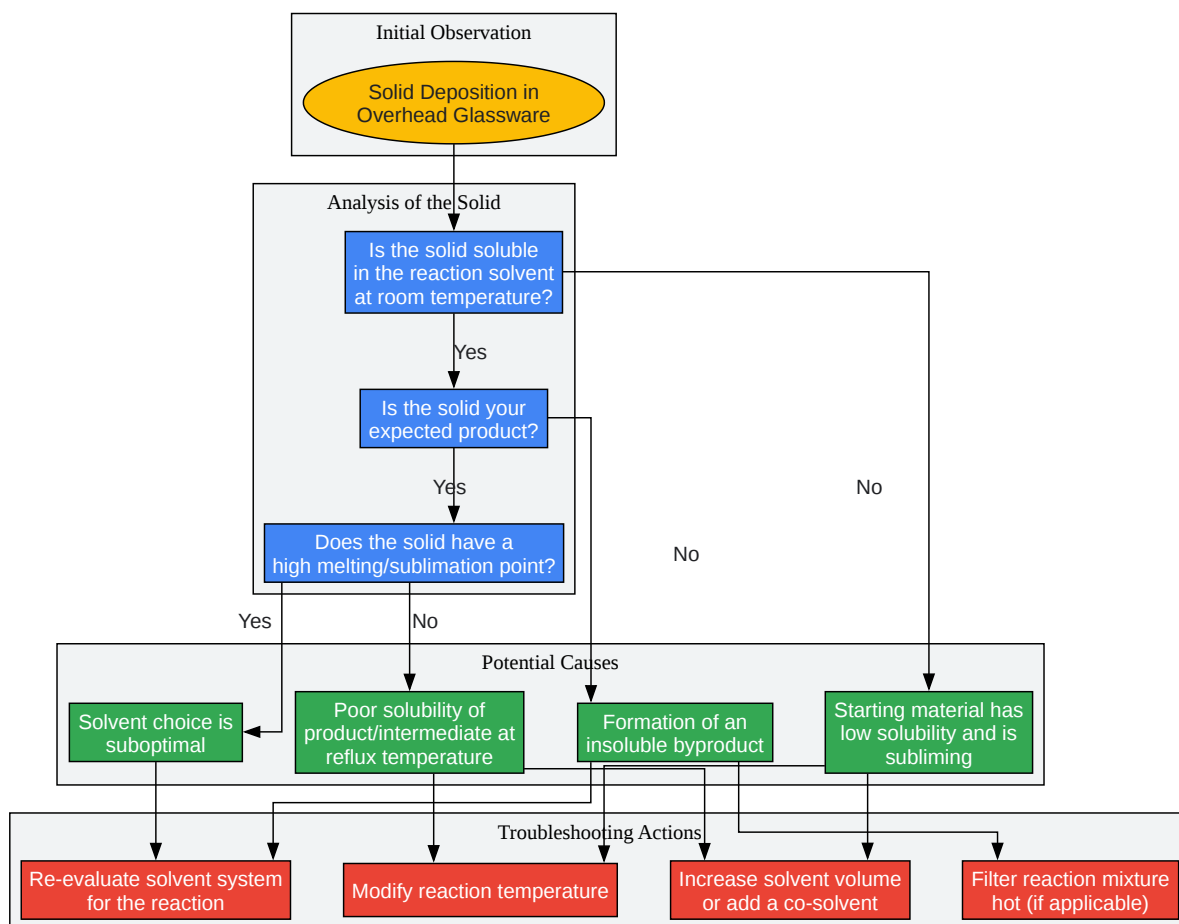 Initial Observation
Solid Deposition in
Overhead Glassware
Analysis of the Solid
Is the solid soluble
in the reaction solvent
at room temperature?
Yes
Is the solid your
expected product?
Yes
No
Does the solid have a
high melting/sublimation point?
No
Yes
No
Potential Causes
Solvent choice is
suboptimal
Poor solubility of
product/intermediate at
reflux temperature
Formation of an
insoluble byproduct
Starting material has
low solubility and is
subliming
Troubleshooting Actions
Re-evaluate solvent system
for the reaction
Modify reaction temperature
Increase solvent volume
or add a co-solvent
Filter reaction mixture
hot (if applicable)